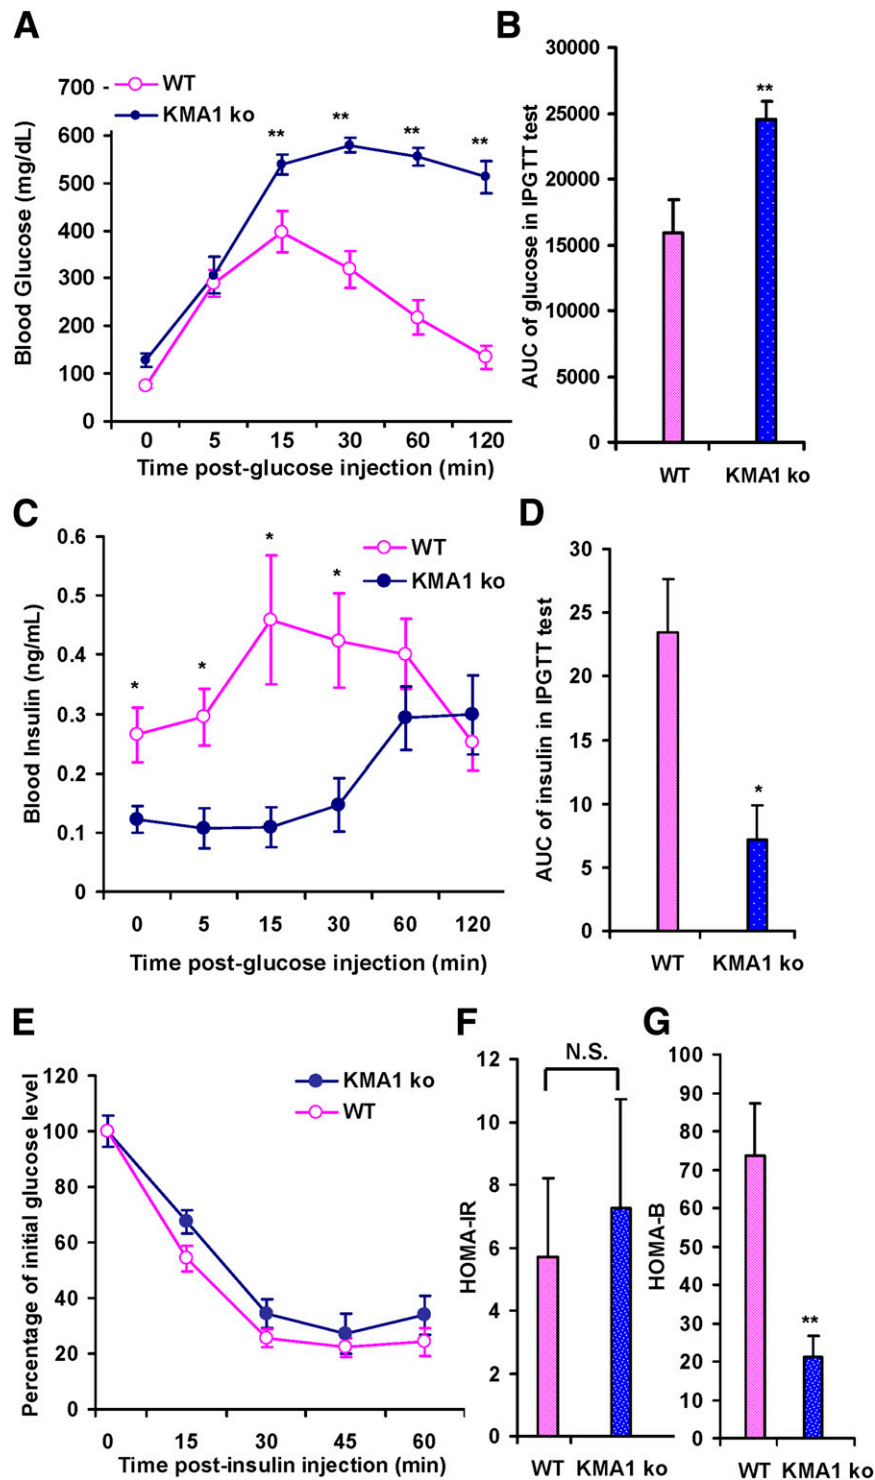 A
700
WT
KMA1 ko
600
500
400
300
200
100
0
Blood Glucose (mg/dL)
** ** ** **
0 5 15 30 60 120
Time post-glucose injection (min)
B
30000
25000
20000
15000
10000
5000
0
AUC of glucose in IPGTT test
**
WT KMA1 ko
C
0.6
0.5
0.4
0.3
0.2
0.1
0
Blood Insulin (ng/mL)
WT
KMA1 ko
* * * *
0 5 15 30 60 120
Time post-glucose injection (min)
D
30
25
20
15
10
5
0
AUC of insulin in IPGTT test
*
WT KMA1 ko
E
120
100
80
60
40
20
0
Percentage of initial glucose level
KMA1 ko
WT
0 15 30 45 60
Time post-insulin injection (min)
F
12
10
8
6
4
2
0
HOMA-IR
N.S.
WT KMA1 ko
G
100
90
80
70
60
50
40
30
20
10
0
HOMA-B
**
WT KMA1 ko